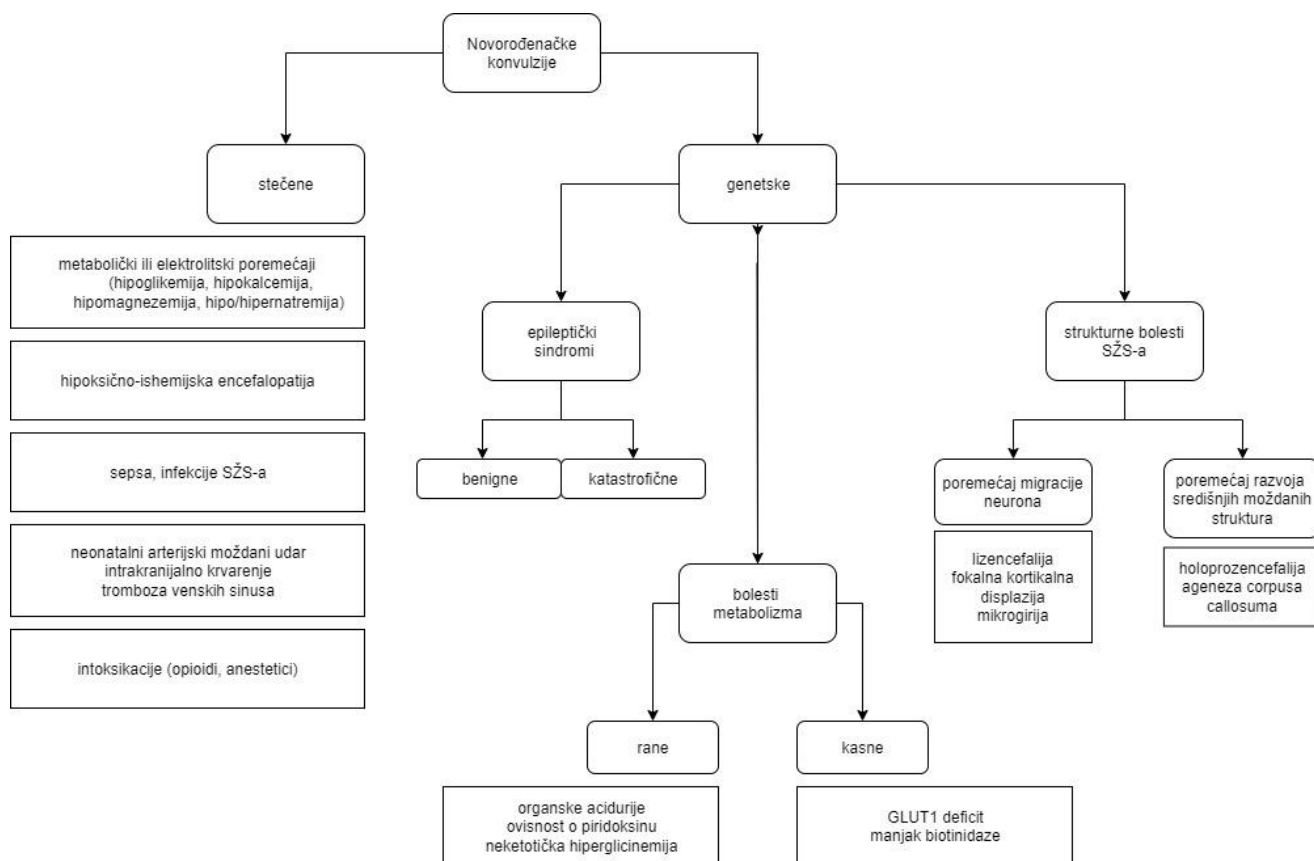 Novorođenačke
konvulzije
stečene
genetske
metabolički ili elektrolitski poremećaji
(hipoglikemija, hipokalcemija,
hipomagnezemija, hipo/hipernatremija)
hipoksično-ishemijska encefalopatija
sepsa, infekcije SŽS-a
neonatalni arterijski moždani udar
intrakranijalno krvarenje
tromboza venskih sinusa
intoksikacije (opioidi, anestetici)
epileptički
sindromi
benigne
katastrofične
bolesti
metabolizma
rane
organske acidurije
ovisnost o piridoksinu
neketotička hiperglicinemija
kasne
GLUT1 deficit
manjak biotinidaze
strukturne bolesti
SŽS-a
poremećaj migracije
neurona
lizencefalija
fokalna kortikalna
displazija
mikrogirija
poremećaj razvoja
središnjih moždanih
struktura
holoprozencefalija
ageneza corpusa
callosuma